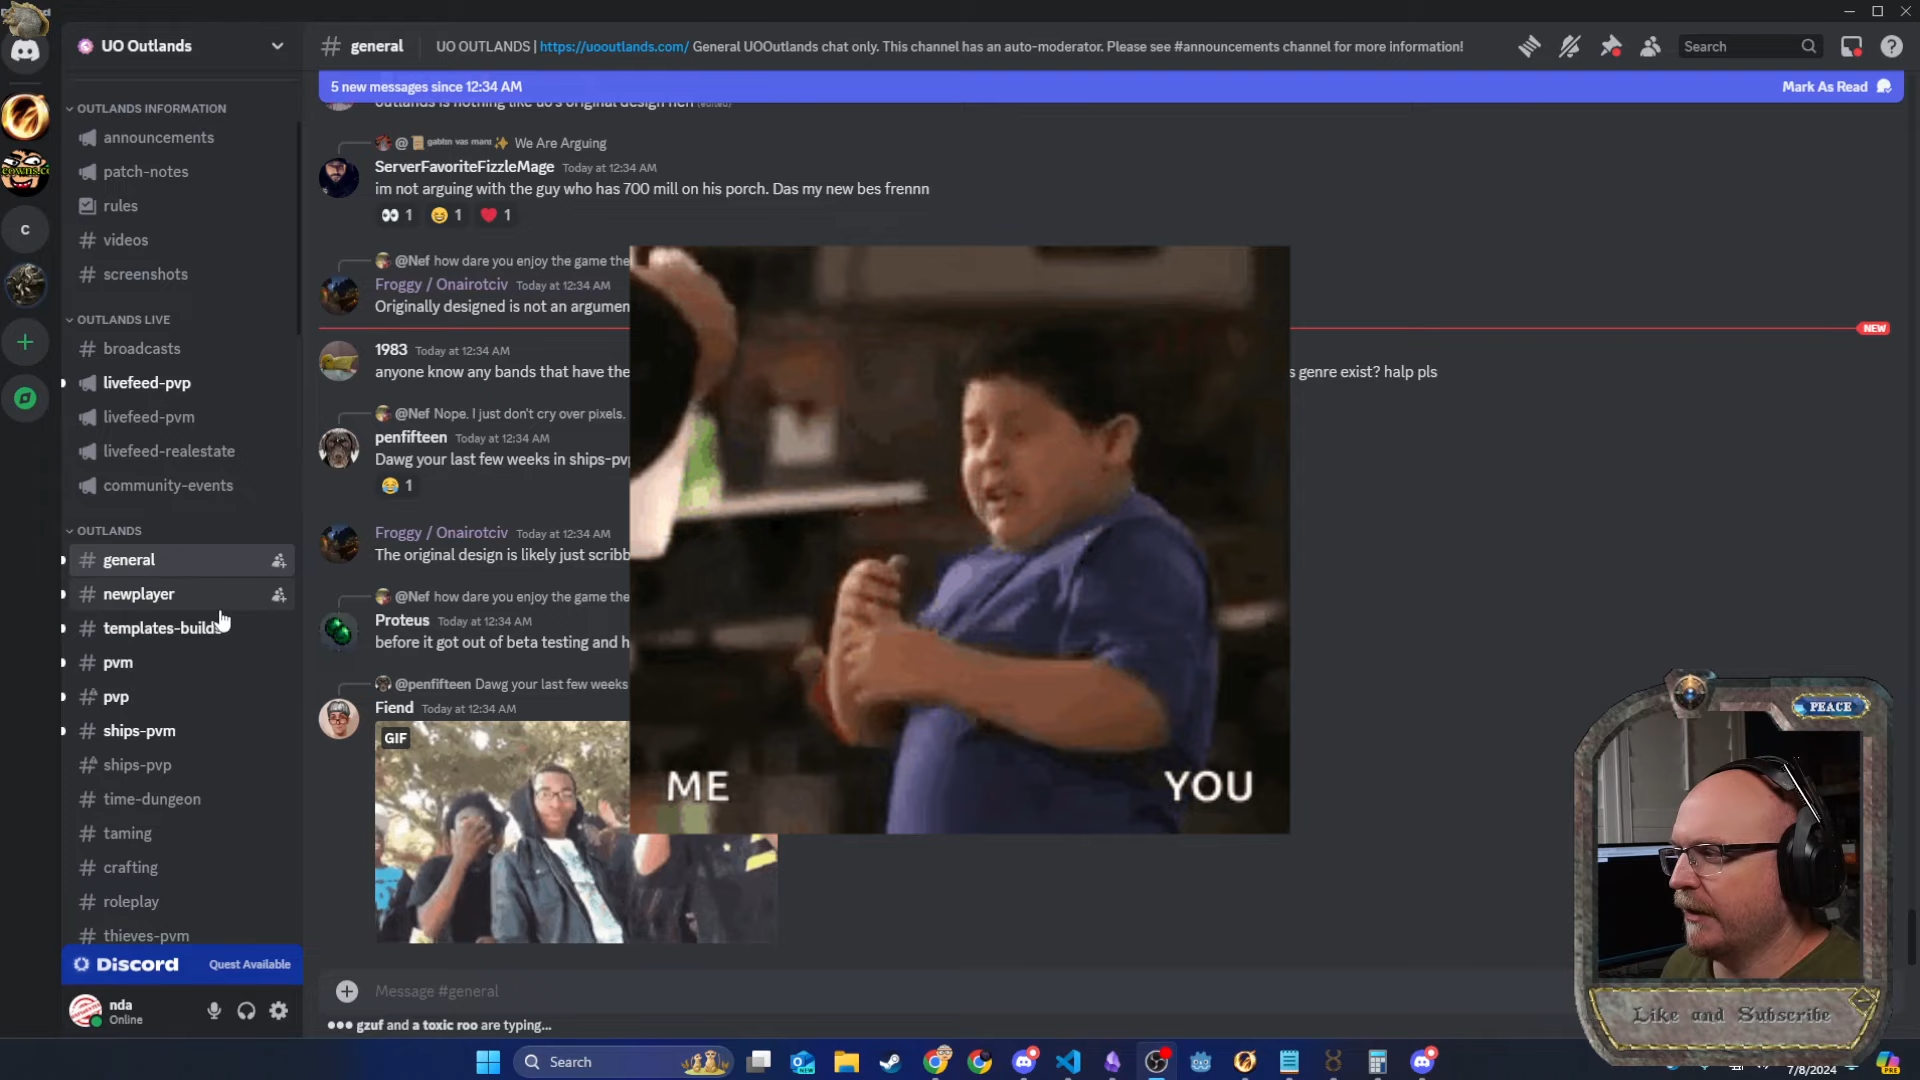 UO Outlands
OUTLANDS INFORMATION
announcements
patch-notes
rules
videos
screenshots
OUTLANDS LIVE
broadcasts
livefeed-pvp
livefeed-pvm
livefeed-realestate
community-events
OUTLANDS
general
newplayer
templates-builds
pvm
pvp
ships-pvm
ships-pvp
time-dungeon
taming
crafting
roleplay
thieves-pvm
Discord Quest Available
nda
Online
general
UO OUTLANDS | https://uooutlands.com/ General UOOutlands chat only. This channel has an auto-moderator. Please see #announcements channel for more information!
Search
5 new messages since 12:34 AM
Mark As Read
outlands is nothing like uo's original design heh (edited)
We Are Arguing
ServerFavoriteFizzleMage Today at 12:34 AM
im not arguing with the guy who has 700 mill on his porch. Das my new bes frennn
1 1 1
@Nef how dare you enjoy the game the
Froggy / Onairotciv Today at 12:34 AM
Originally designed is not an argumen
NEW
1983 Today at 12:34 AM
anyone know any bands that have the
s genre exist? halp pls
@Nef Nope. I just don't cry over pixels.
penfifteen Today at 12:34 AM
Dawg your last few weeks in ships-pvp
1
Froggy / Onairotciv Today at 12:34 AM
The original design is likely just scribb
@Nef how dare you enjoy the game the
Proteus Today at 12:34 AM
before it got out of beta testing and h
@penfifteen Dawg your last few weeks
Fiend Today at 12:34 AM
GIF
ME
YOU
Message #general
gzuf and a toxic roo are typing...
PEACE
Like and Subscribe
Search
7/8/2024